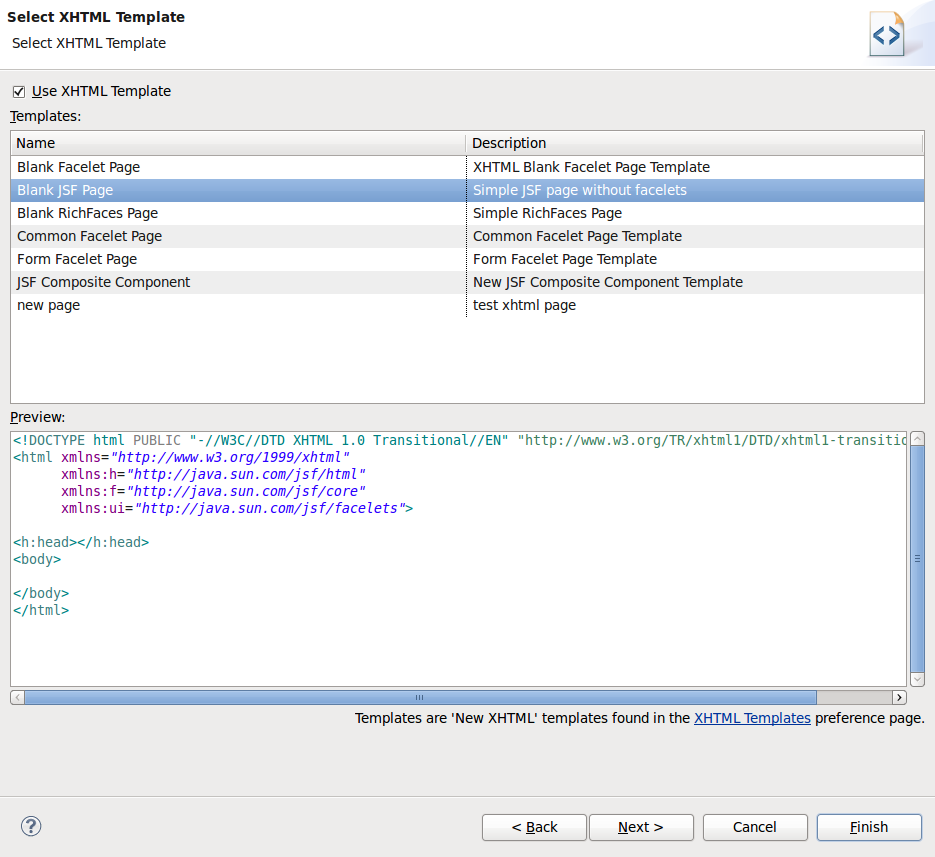 Select XHTML Template
Select XHTML Template
Use XHTML Template
Templates:
Name Description
Blank Facelet Page XHTML Blank Facelet Page Template
Blank JSF Page Simple JSF page without facelets
Blank RichFaces Page Simple RichFaces Page
Common Facelet Page Common Facelet Page Template
Form Facelet Page Form Facelet Page Template
JSF Composite Component New JSF Composite Component Template
new page test xhtml page
Preview:
<!DOCTYPE html PUBLIC "-//W3C//DTD XHTML 1.0 Transitional//EN" "http://www.w3.org/TR/xhtml1/DTD/xhtml1-transitio
<html xmlns="http://www.w3.org/1999/xhtml"
      xmlns:h="http://java.sun.com/jsf/html"
      xmlns:f="http://java.sun.com/jsf/core"
      xmlns:ui="http://java.sun.com/jsf/facelets">
<h:head></h:head>
<body>
</body>
</html>
Templates are 'New XHTML' templates found in the XHTML Templates preference page.
? < Back Next > Cancel Finish